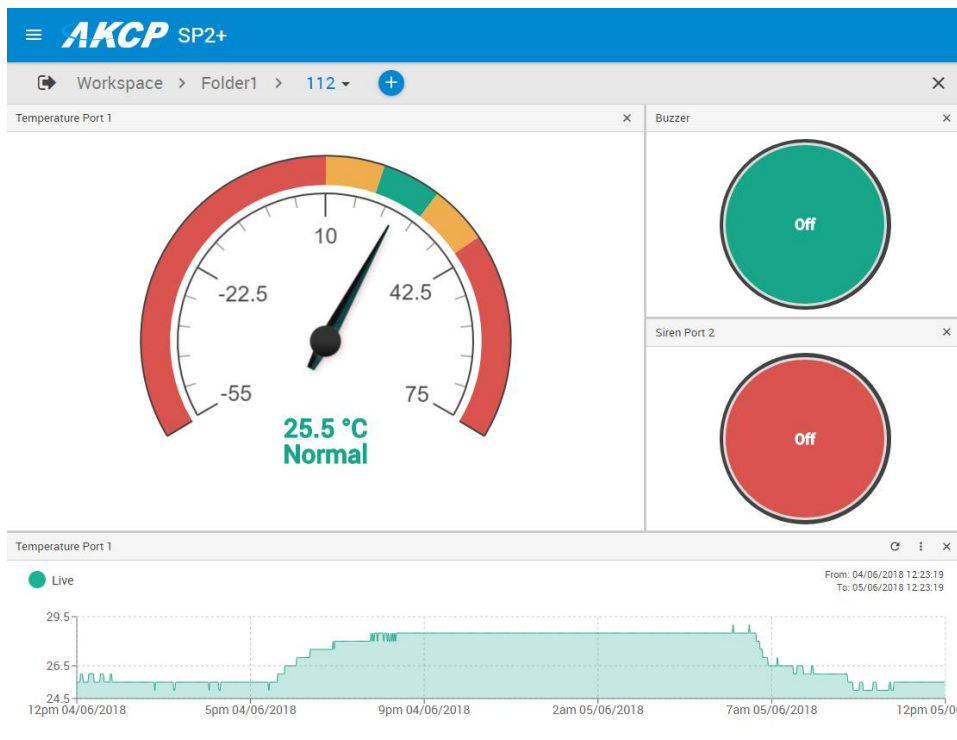 AKCP SP2+
Workspace > Folder1 > 112
Temperature Port 1
Buzzer
10
-22.5
42.5
-55
75
25.5 °C
Normal
Off
Siren Port 2
Off
Temperature Port 1
Live
From: 04/06/2018 12:23:19
To: 05/06/2018 12:23:19
29.5
26.5
24.5
12pm 04/06/2018 5pm 04/06/2018 9pm 04/06/2018 2am 05/06/2018 7am 05/06/2018 12pm 05/0